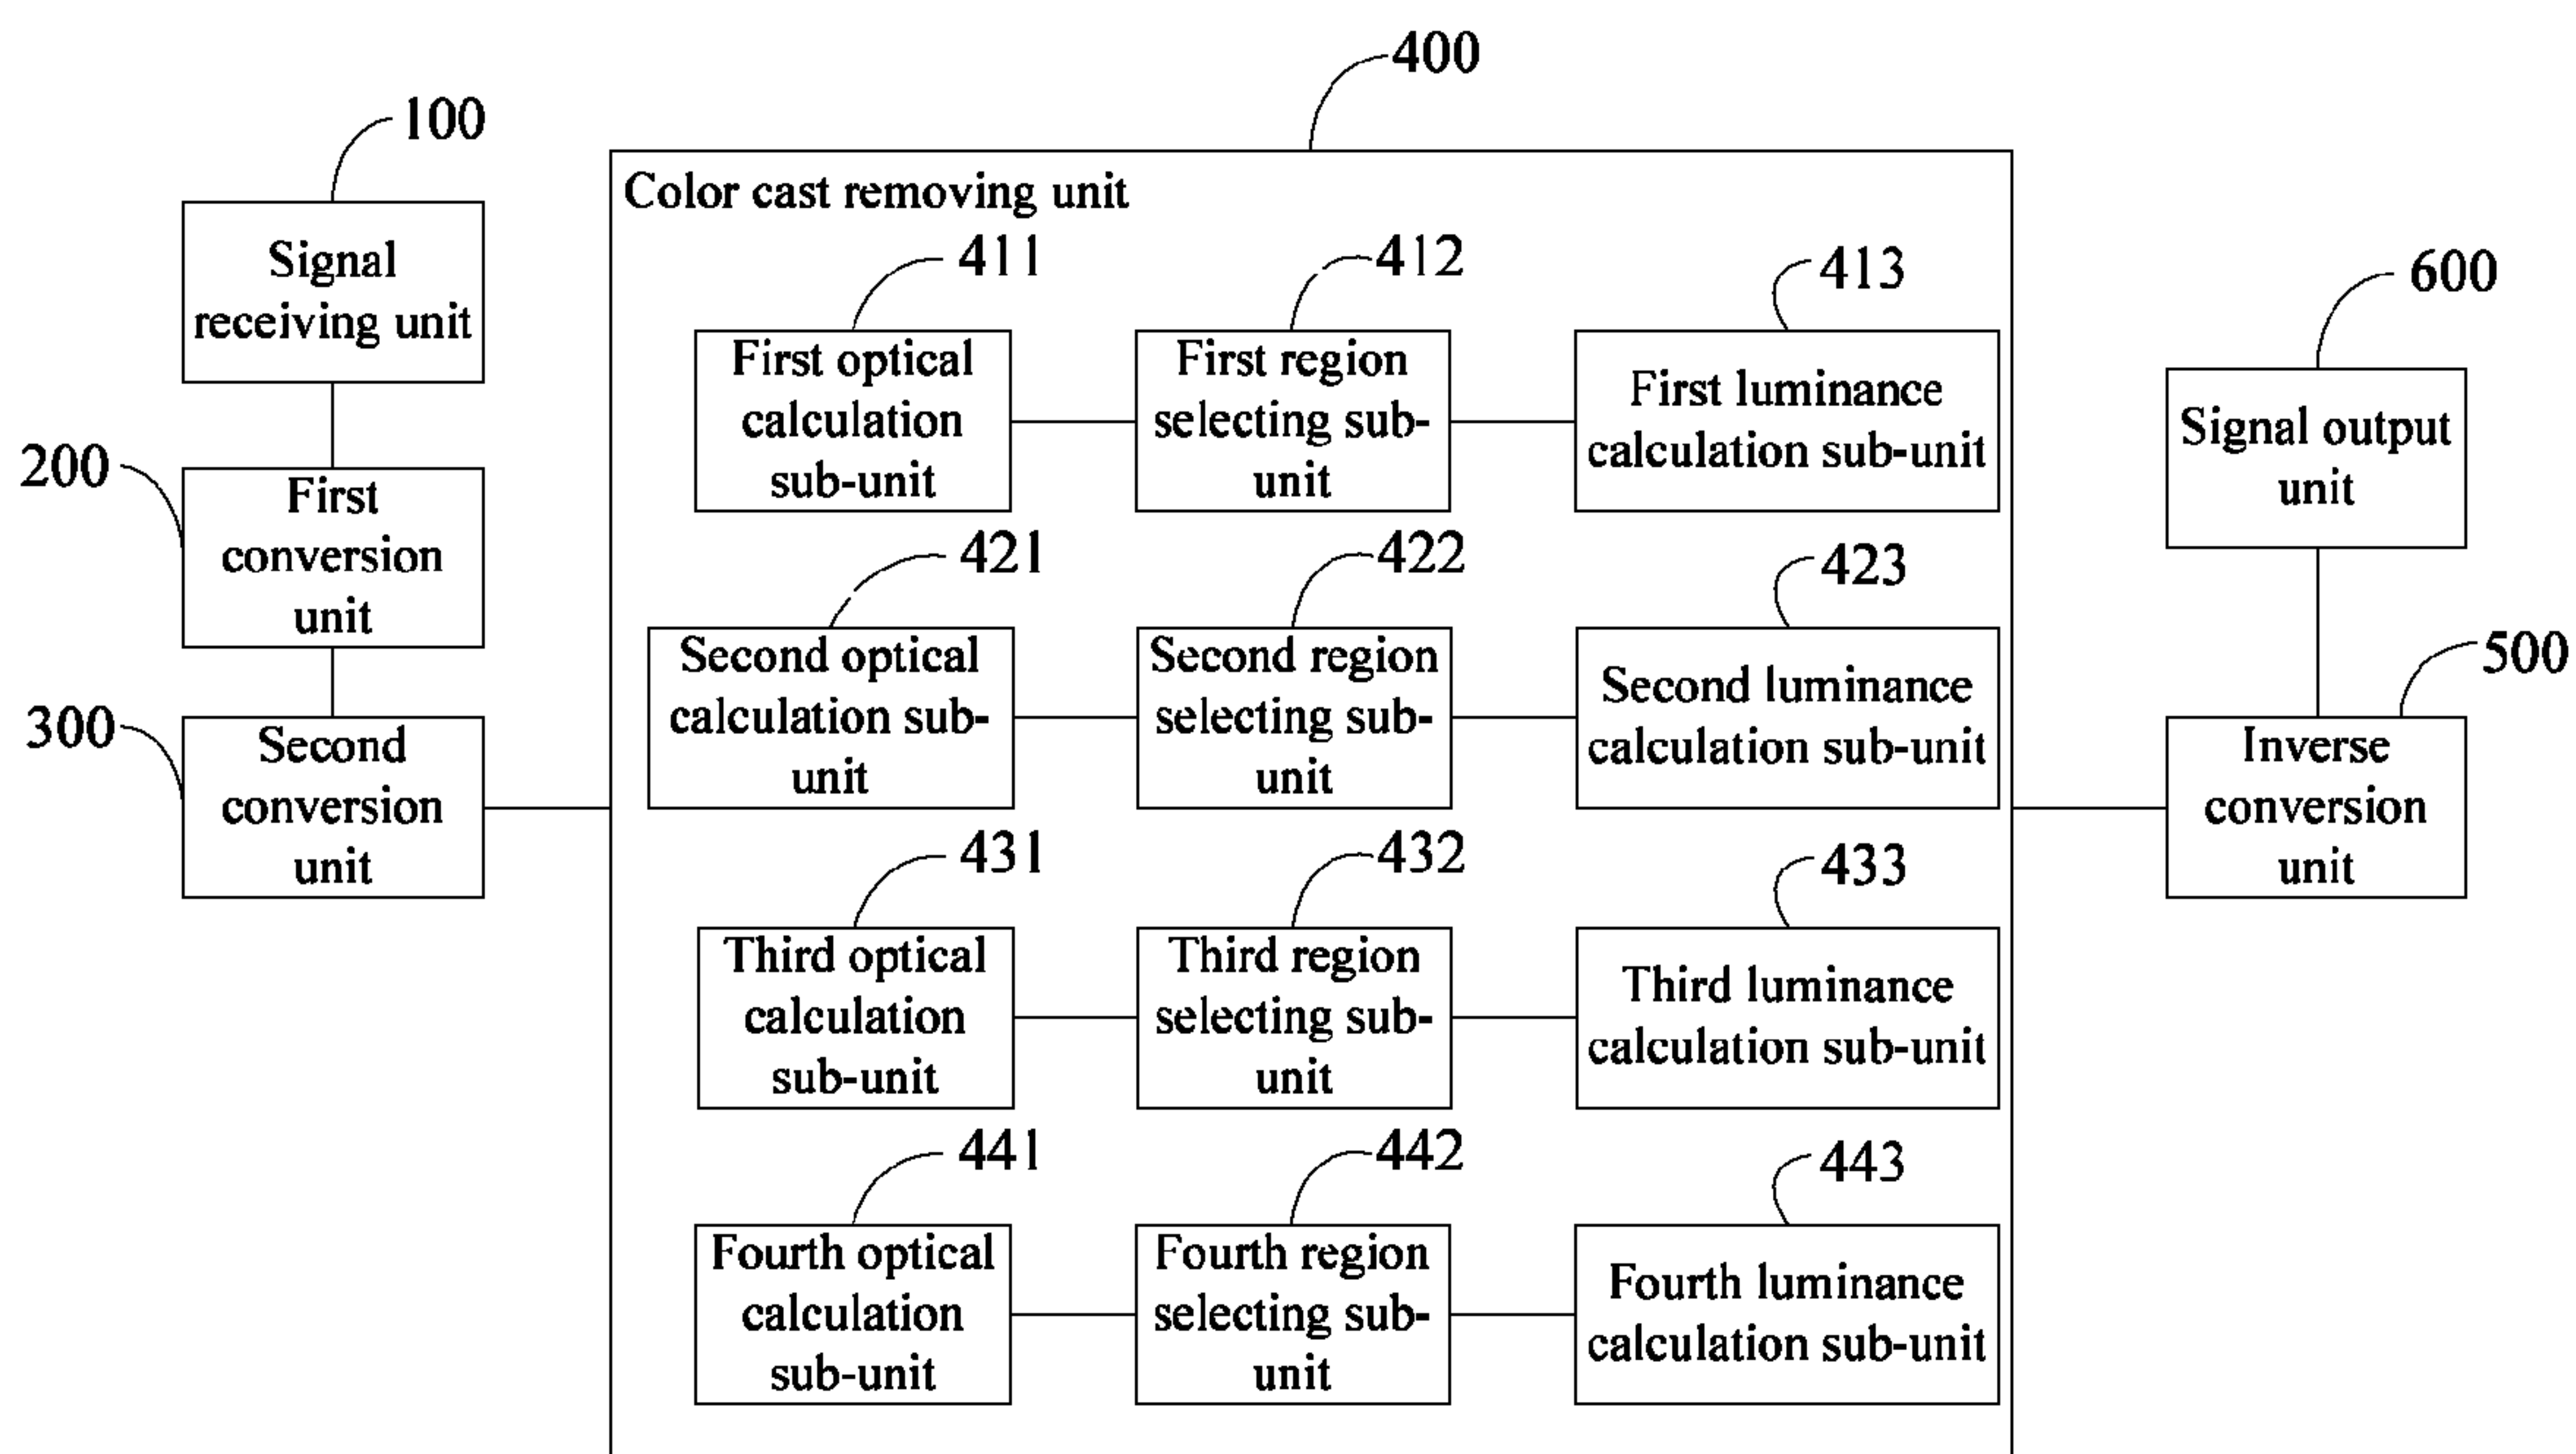 400
100
Color cast removing unit
Signal
receiving unit
411
412
413
600
First optical
calculation
sub-unit
First region
selecting sub-
unit
First luminance
calculation sub-unit
Signal output
unit
200
First
conversion
unit
421
422
423
500
Second optical
calculation sub-
unit
Second region
selecting sub-
unit
Second luminance
calculation sub-unit
300
Second
conversion
unit
Inverse
conversion
unit
431
432
433
Third optical
calculation
sub-unit
Third region
selecting sub-
unit
Third luminance
calculation sub-unit
441
442
443
Fourth optical
calculation
sub-unit
Fourth region
selecting sub-
unit
Fourth luminance
calculation sub-unit